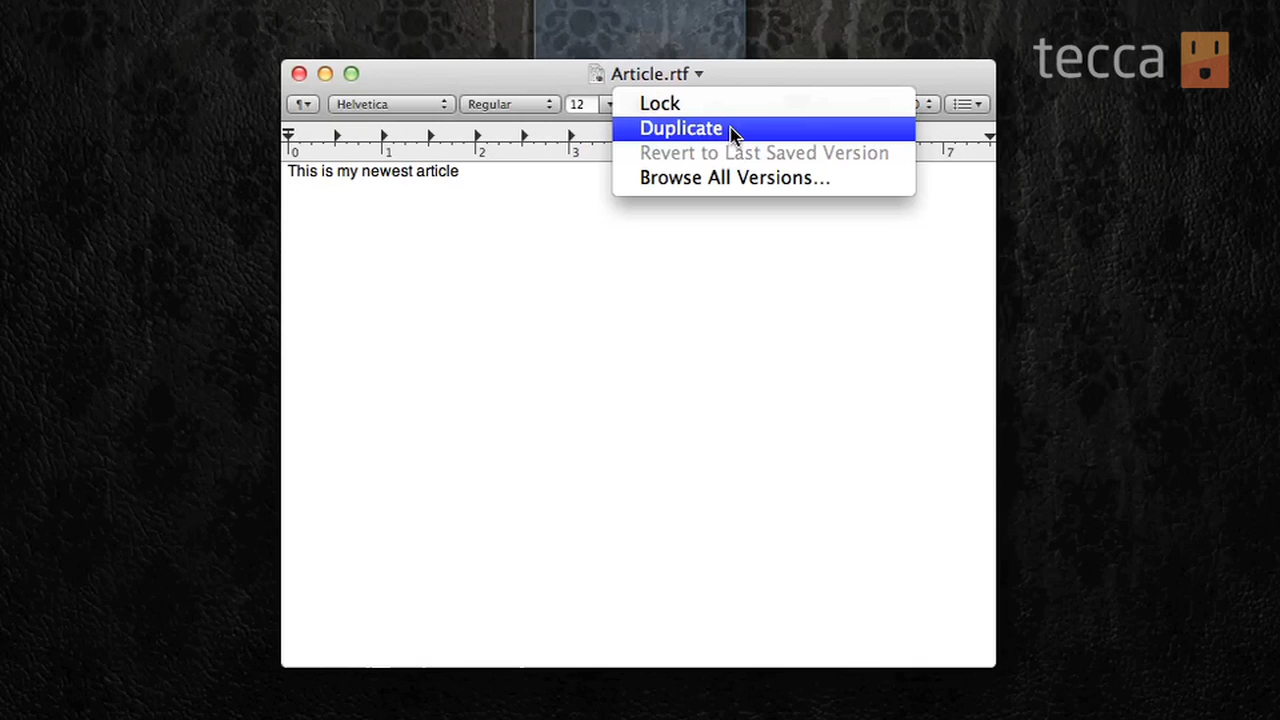 tecca
Article.rtf
Helvetica
Regular
12
Lock
Duplicate
Revert to Last Saved Version
Browse All Versions...
0
1
2
3
7
This is my newest article